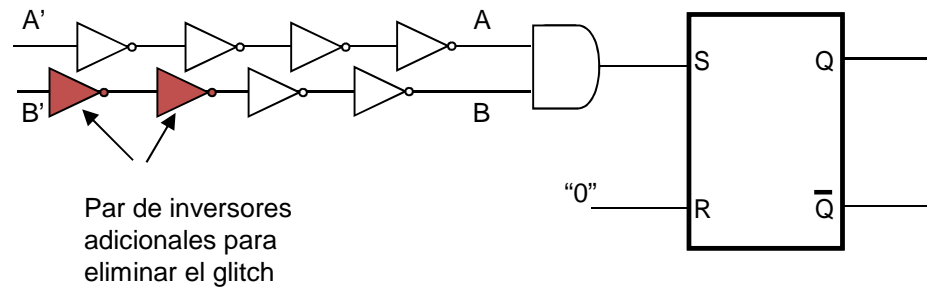 A' A
B' B
S Q
"0" R Q̅
Par de inversores
adicionales para
eliminar el glitch